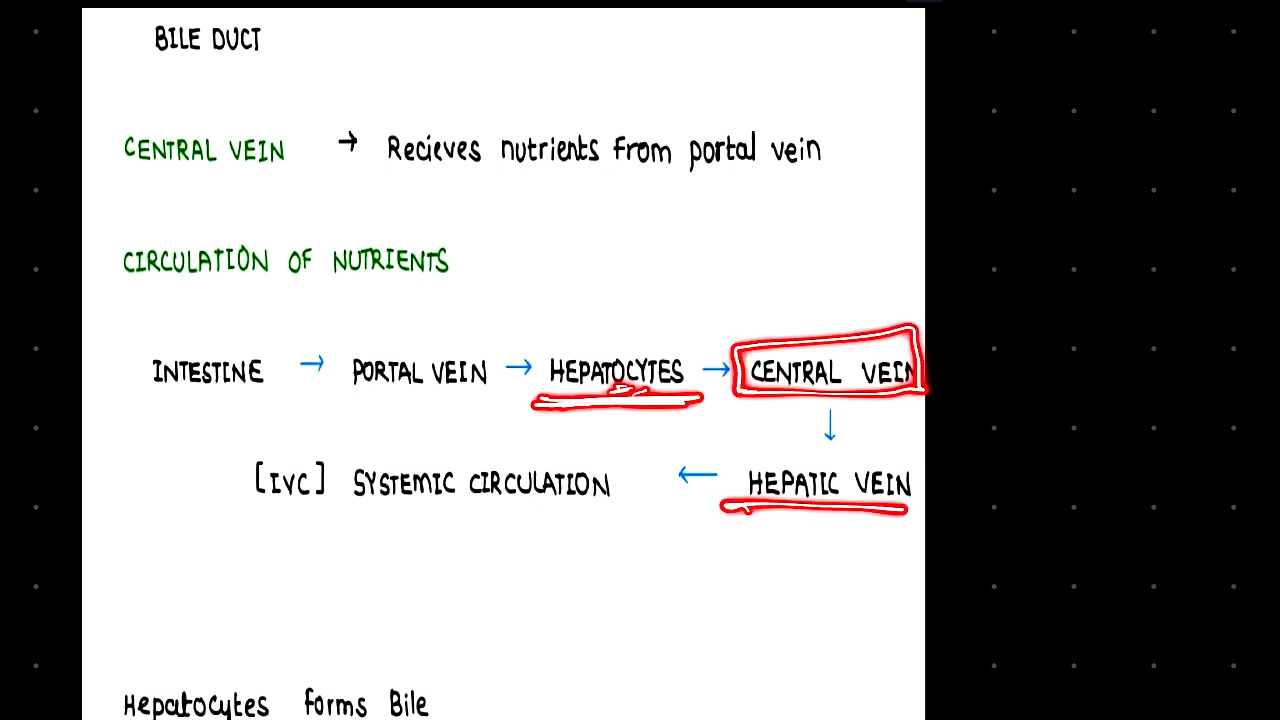 BILE DUCT
CENTRAL VEIN → Recieves nutrients from portal vein
CIRCULATION OF NUTRIENTS
INTESTINE → PORTAL VEIN → HEPATOCYTES → CENTRAL VEIN
↓
[IVC] SYSTEMIC CIRCULATION ← HEPATIC VEIN
Hepatocytes forms Bile